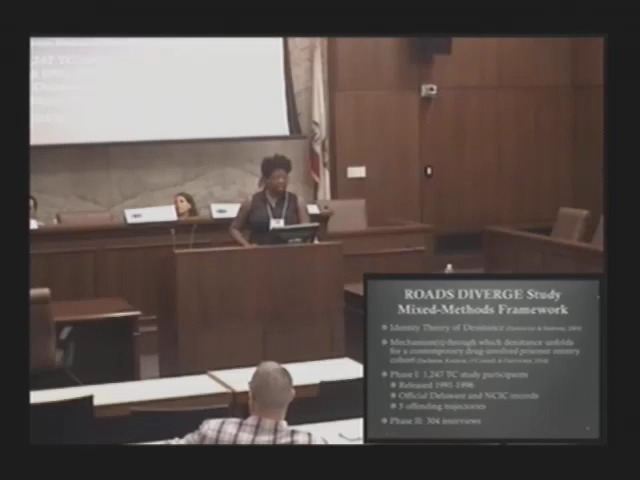 ROADS DIVERGE Study
Mixed-Methods Framework
Identity Theory of Desistance
Mechanism(s) through which desistance unfolds
for a contemporary drug-involved prisoner reentry
cohort
Phase I: 1,247 TC study participants
Released 1991-1996
Official Delaware and NCIC records
5 offending trajectories
Phase II: 304 interviews